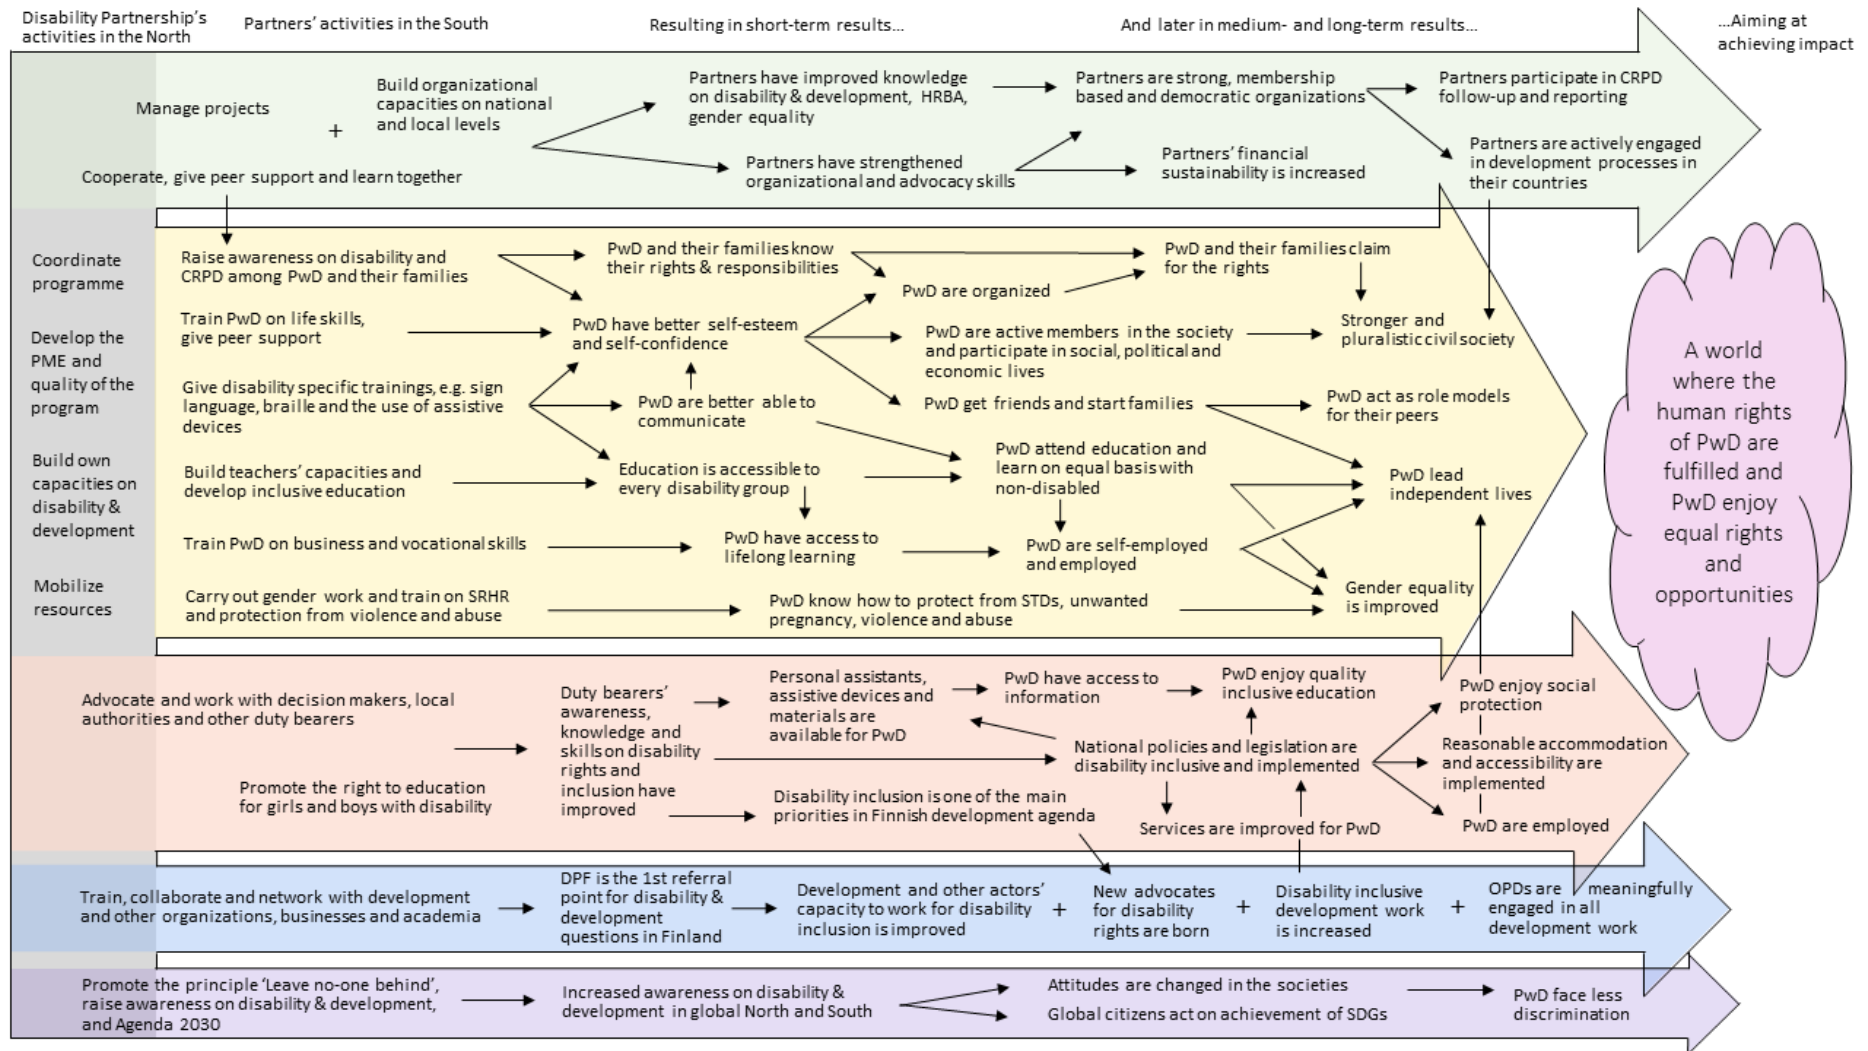 Disability Partnership's
activities in the North
Partners' activities in the South
Resulting in short-term results...
And later in medium- and long-term results...
...Aiming at
achieving impact
Manage projects
+
Build organizational
capacities on national
and local levels
Cooperate, give peer support and learn together
Partners have improved knowledge
on disability & development, HRBA,
gender equality
Partners have strengthened
organizational and advocacy skills
Partners are strong, membership
based and democratic organizations
Partners' financial
sustainability is increased
Partners participate in CRPD
follow-up and reporting
Partners are actively engaged
in development processes in
their countries
Coordinate
programme
Develop the
PME and
quality of the
program
Build own
capacities on
disability &
development
Mobilize
resources
Raise awareness on disability and
CRPD among PwD and their families
Train PwD on life skills,
give peer support
Give disability specific trainings, e.g. sign
language, braille and the use of assistive
devices
Build teachers' capacities and
develop inclusive education
Train PwD on business and vocational skills
Carry out gender work and train on SRHR
and protection from violence and abuse
PwD and their families know
their rights & responsibilities
PwD have better self-esteem
and self-confidence
PwD are better able to
communicate
Education is accessible to
every disability group
PwD have access to
lifelong learning
PwD know how to protect from STDs, unwanted
pregnancy, violence and abuse
PwD are organized
PwD are active members in the society
and participate in social, political and
economic lives
PwD get friends and start families
PwD attend education and
learn on equal basis with
non-disabled
PwD are self-employed
and employed
PwD and their families claim
for the rights
Stronger and
pluralistic civil society
PwD act as role models
for their peers
PwD lead
independent lives
Gender equality
is improved
A world
where the
human rights
of PwD are
fulfilled and
PwD enjoy
equal rights
and
opportunities
Advocate and work with decision makers, local
authorities and other duty bearers
Promote the right to education
for girls and boys with disability
Duty bearers'
awareness,
knowledge and
skills on disability
rights and
inclusion have
improved
Personal assistants,
assistive devices and
materials are
available for PwD
Disability inclusion is one of the main
priorities in Finnish development agenda
PwD have access to
information
PwD enjoy quality
inclusive education
National policies and legislation are
disability inclusive and implemented
Services are improved for PwD
PwD enjoy social
protection
Reasonable accommodation
and accessibility are
implemented
PwD are employed
Train, collaborate and network with development
and other organizations, businesses and academia
DPF is the 1st referral
point for disability &
development
questions in Finland
Development and other actors'
capacity to work for disability
inclusion is improved
+
New advocates
for disability
rights are born
+
Disability inclusive
development work
is increased
+
OPDs are meaningfully
engaged in all
development work
Promote the principle 'Leave no-one behind',
raise awareness on disability & development,
and Agenda 2030
Increased awareness on disability &
development in global North and South
Attitudes are changed in the societies
Global citizens act on achievement of SDGs
PwD face less
discrimination